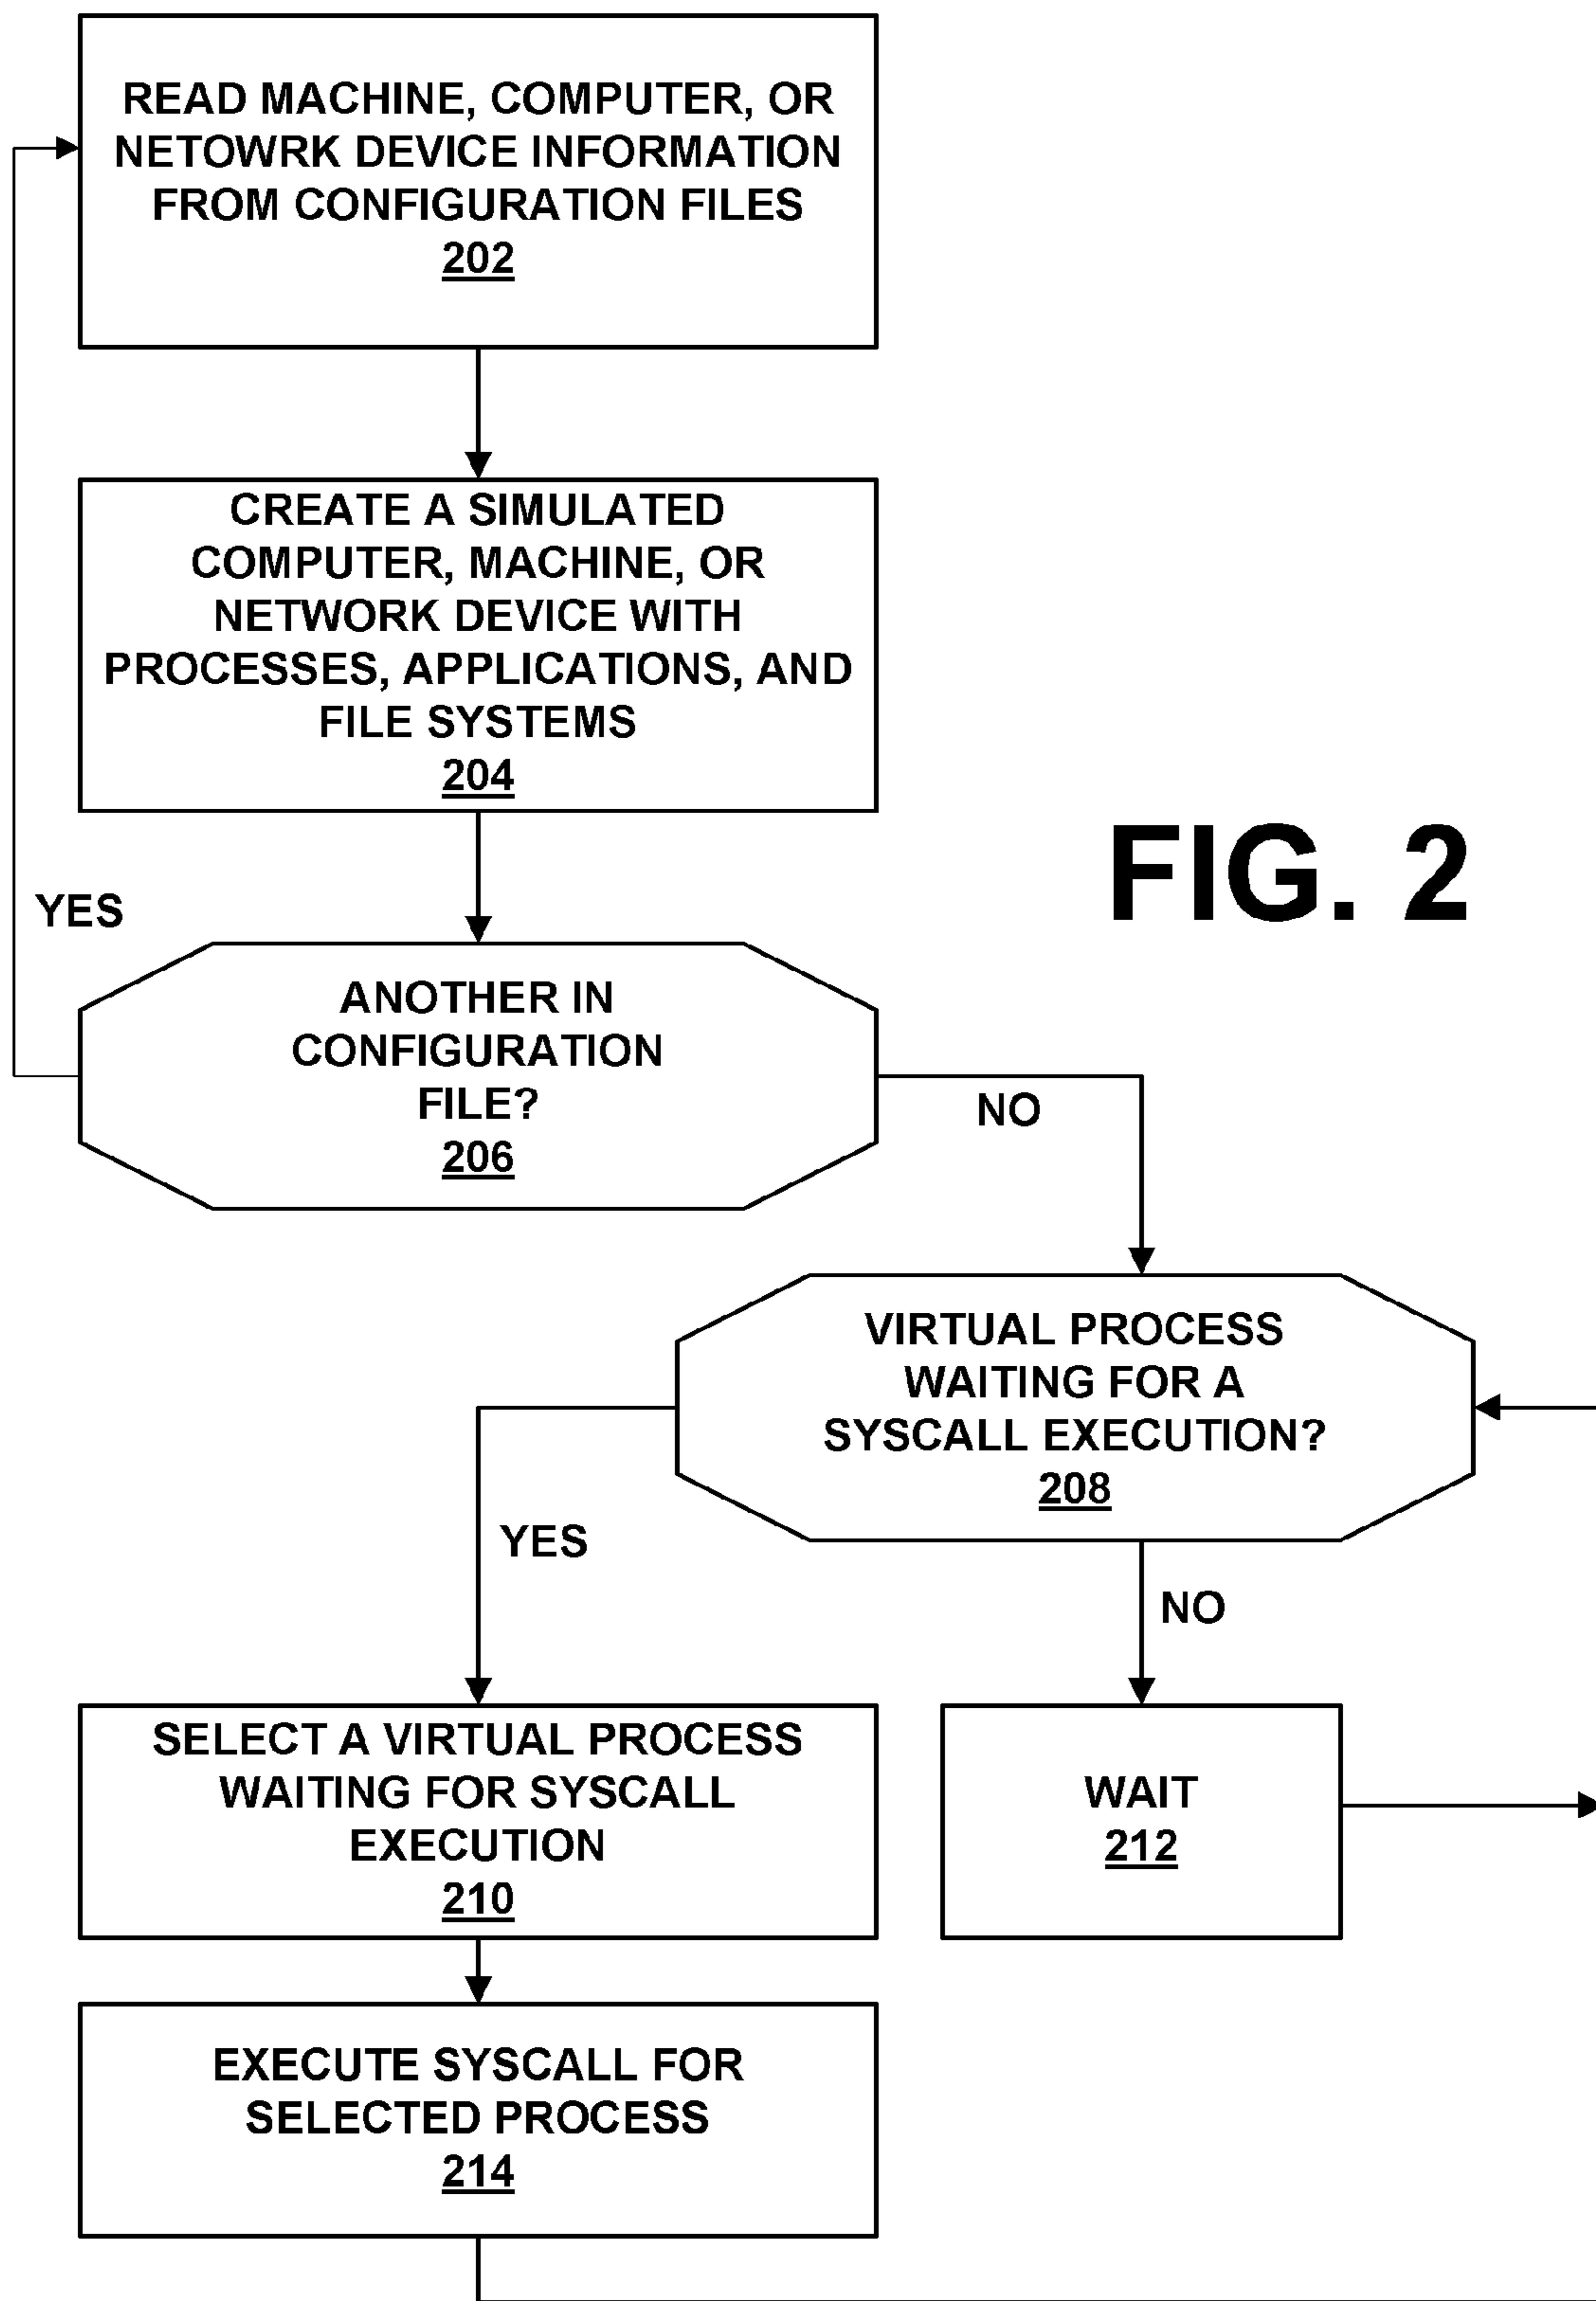 READ MACHINE, COMPUTER, OR
NETOWRK DEVICE INFORMATION
FROM CONFIGURATION FILES
202
CREATE A SIMULATED
COMPUTER, MACHINE, OR
NETWORK DEVICE WITH
PROCESSES, APPLICATIONS, AND
FILE SYSTEMS
204
FIG. 2
YES
ANOTHER IN
CONFIGURATION
FILE?
206
NO
VIRTUAL PROCESS
WAITING FOR A
SYSCALL EXECUTION?
208
YES
NO
SELECT A VIRTUAL PROCESS
WAITING FOR SYSCALL
EXECUTION
210
WAIT
212
EXECUTE SYSCALL FOR
SELECTED PROCESS
214